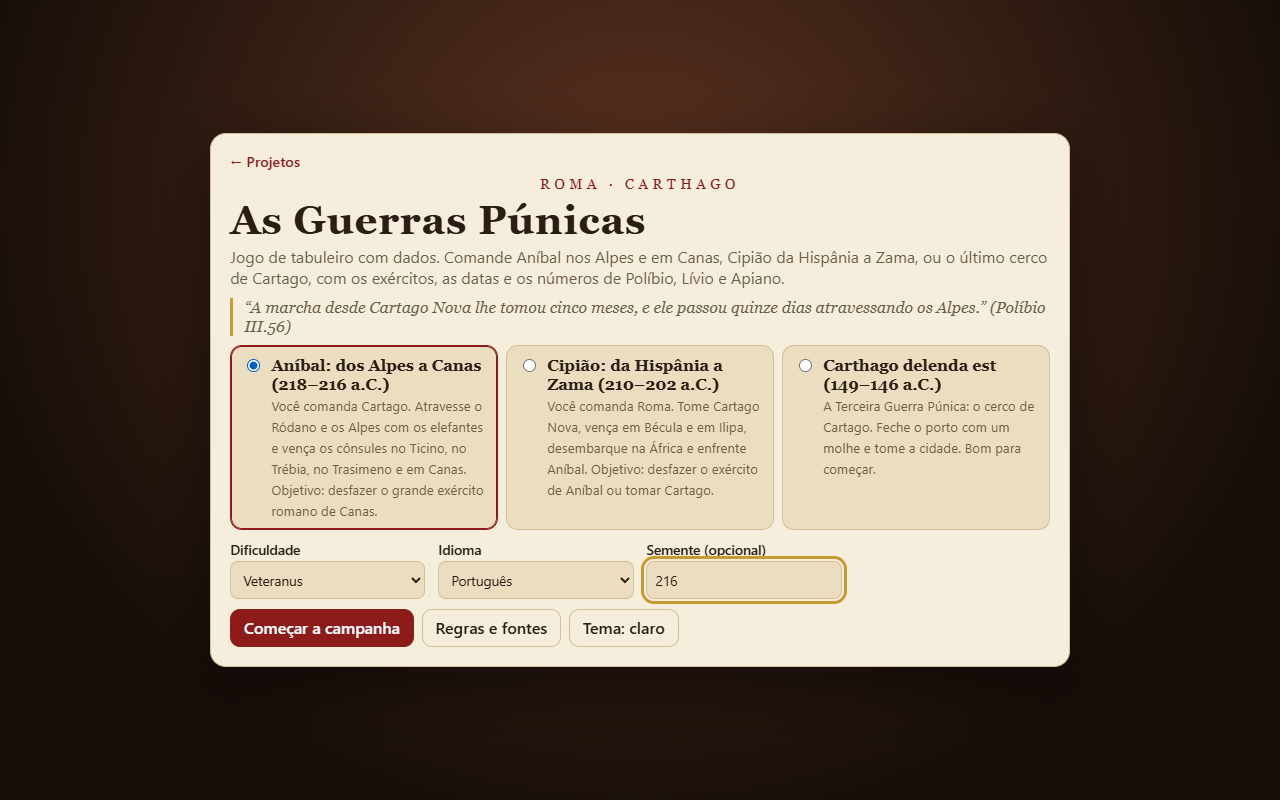 ← Projetos
ROMA · CARTHAGO
As Guerras Púnicas
Jogo de tabuleiro com dados. Comande Aníbal nos Alpes e em Canas, Cipião da Hispânia a Zama, ou o último cerco
de Cartago, com os exércitos, as datas e os números de Políbio, Lívio e Apiano.
“A marcha desde Cartago Nova lhe tomou cinco meses, e ele passou quinze dias atravessando os Alpes.” (Políbio
III.56)
Aníbal: dos Alpes a Canas
(218–216 a.C.)
Você comanda Cartago. Atravesse o
Ródano e os Alpes com os elefantes
e vença os cônsules no Ticino, no
Trébia, no Trasimeno e em Canas.
Objetivo: desfazer o grande exército
romano de Canas.
Cipião: da Hispânia a
Zama (210–202 a.C.)
Você comanda Roma. Tome Cartago
Nova, vença em Bécula e em Ilipa,
desembarque na África e enfrente
Aníbal. Objetivo: desfazer o exército
de Aníbal ou tomar Cartago.
Carthago delenda est
(149–146 a.C.)
A Terceira Guerra Púnica: o cerco de
Cartago. Feche o porto com um
molhe e tome a cidade. Bom para
começar.
Dificuldade
Veteranus
Idioma
Português
Semente (opcional)
216
Começar a campanha
Regras e fontes
Tema: claro